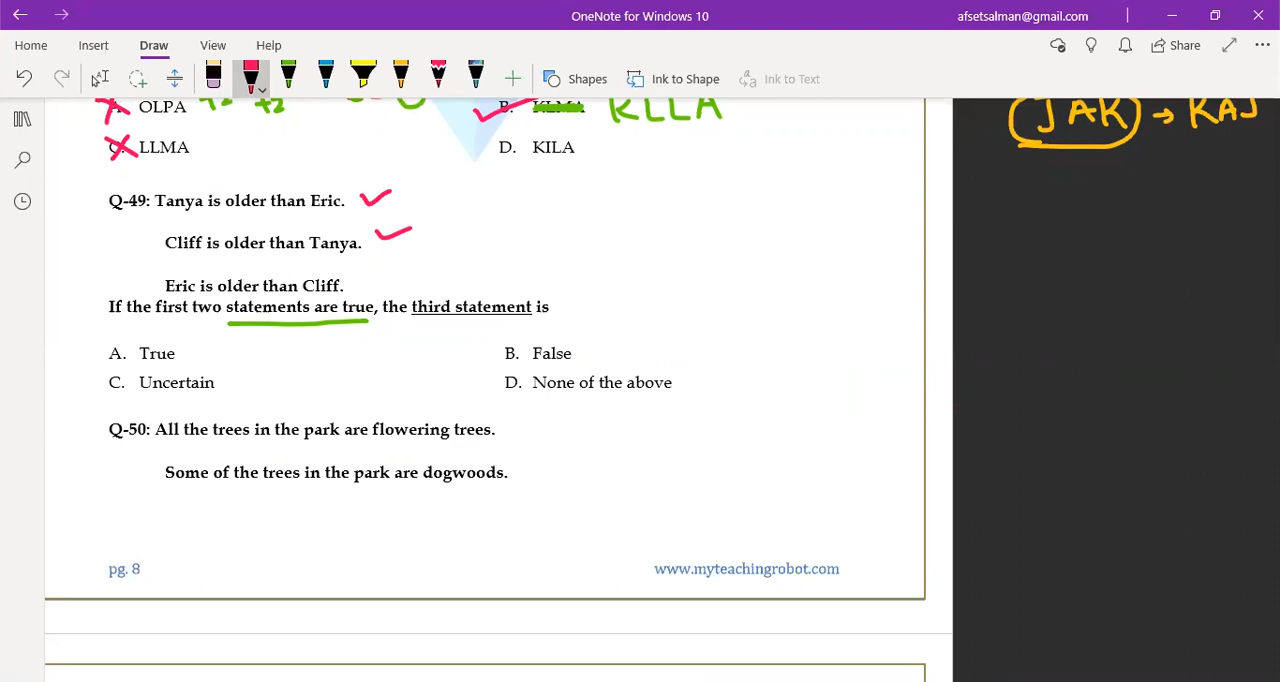 OneNote for Windows 10
afsetsalman@gmail.com
Home Insert Draw View Help
Share
Shapes Ink to Shape Ink to Text
A. OLPA +2 +2 B. KLMA KLLA
JAK → KAJ
C. LLMA D. KILA
Q-49: Tanya is older than Eric.
Cliff is older than Tanya.
Eric is older than Cliff.
If the first two statements are true, the third statement is
A. True B. False
C. Uncertain D. None of the above
Q-50: All the trees in the park are flowering trees.
Some of the trees in the park are dogwoods.
pg. 8 www.myteachingrobot.com